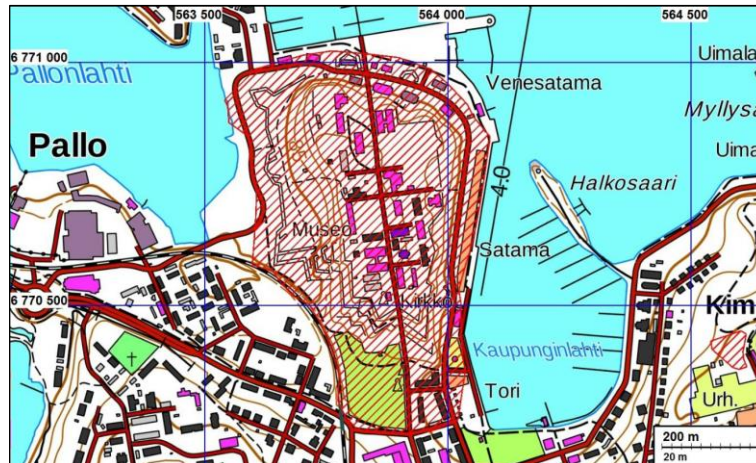 563 500
564 000
564 500
6 771 000
Pallonlahti
Venesatama
Uimala
Myllysa
Uima
Pallo
4.0
Halkosaari
Museo
Satama
6 770 500
Kirkko
Kim
Kaupunginlahti
Tori
Urh.
200 m
20 m